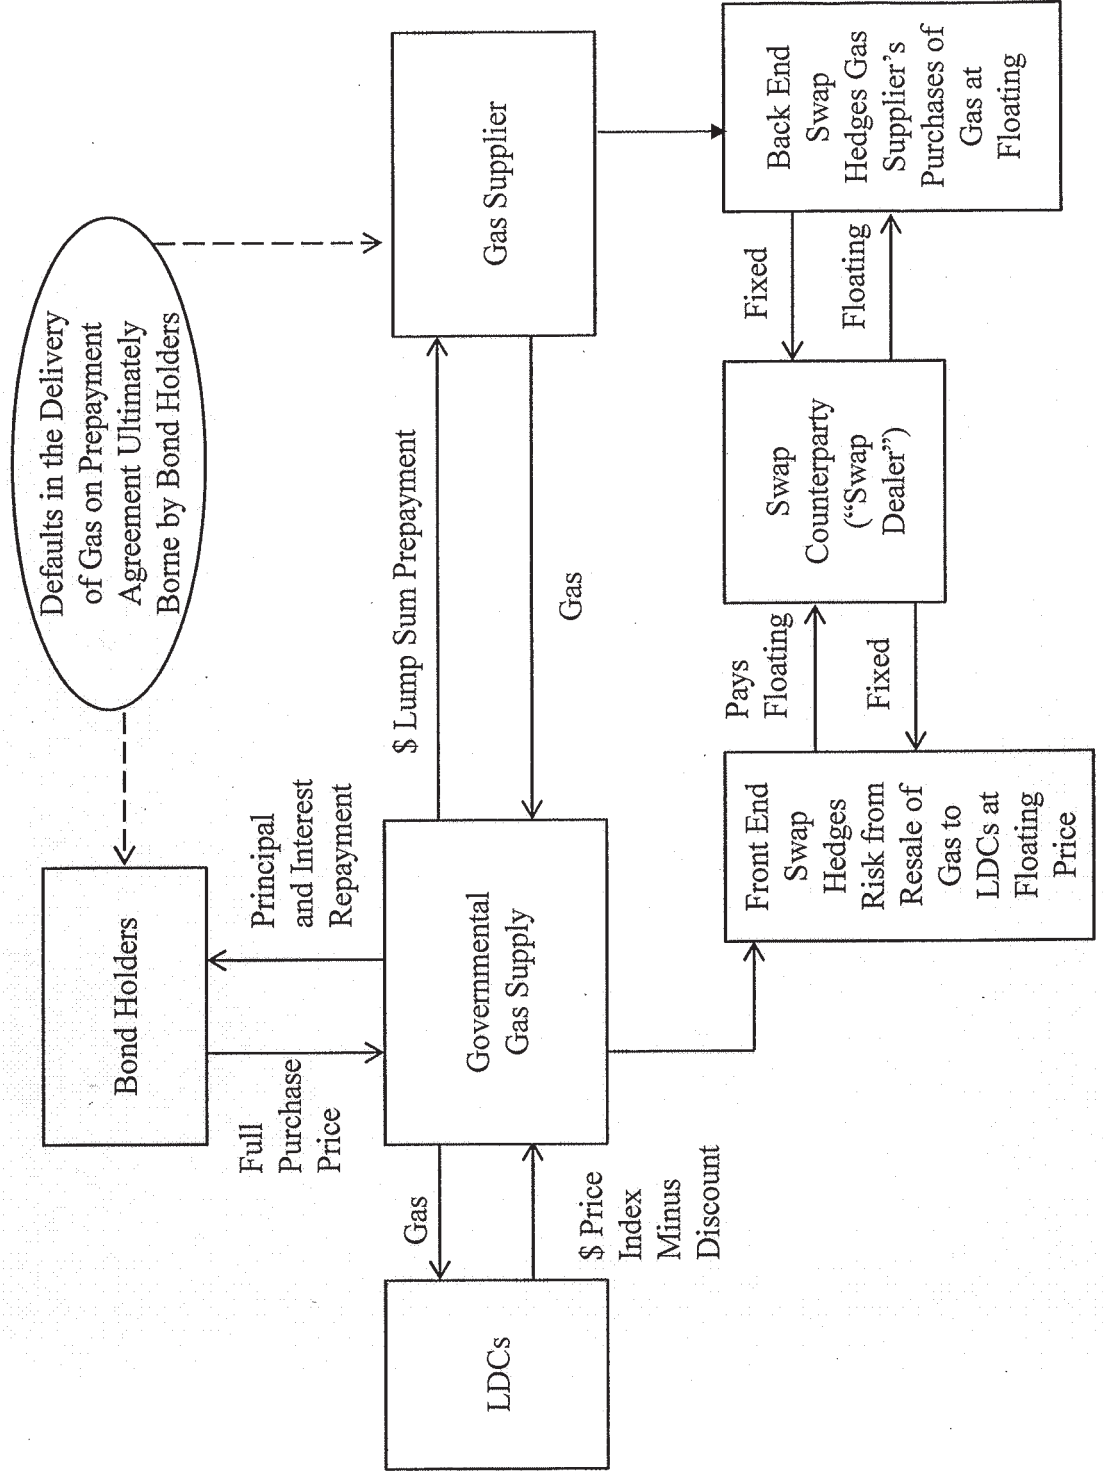 Defaults in the Delivery
of Gas on Prepayment
Agreement Ultimately
Borne by Bond Holders
Bond Holders
Full
Purchase
Price
Principal
and Interest
Repayment
LDCs
Gas
$ Price
Index
Minus
Discount
Governmental
Gas Supply
$ Lump Sum Prepayment
Gas
Gas Supplier
Front End
Swap
Hedges
Risk from
Resale of
Gas to
LDCs at
Floating
Price
Pays
Floating
Fixed
Swap
Counterparty
(“Swap
Dealer”)
Fixed
Floating
Back End
Swap
Hedges Gas
Supplier’s
Purchases of
Gas at
Floating